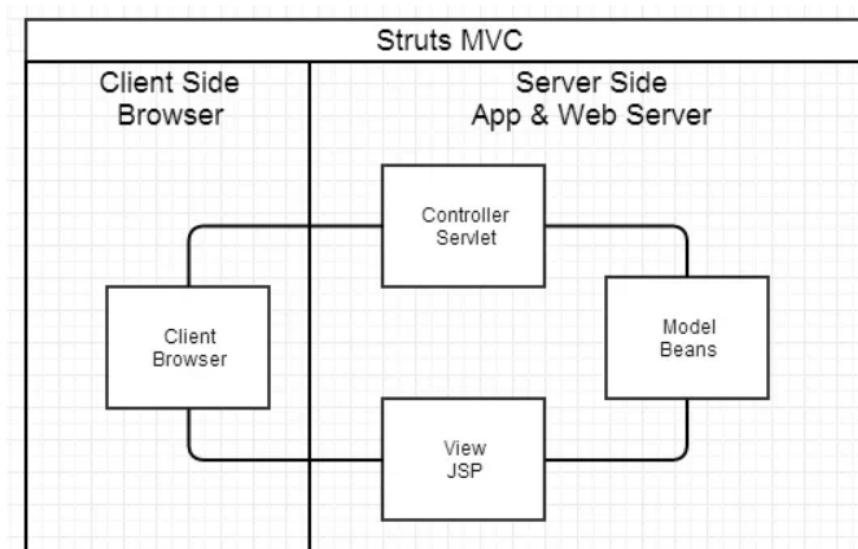 Struts MVC
Client Side
Browser
Server Side
App & Web Server
Controller
Servlet
Client
Browser
Model
Beans
View
JSP